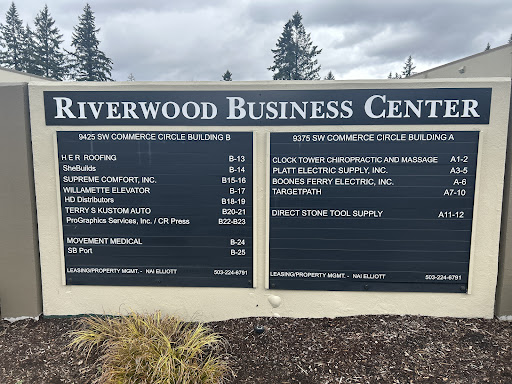 RIVERWOOD BUSINESS CENTER
9425 SW COMMERCE CIRCLE BUILDING B
H E R ROOFING B-13
SheBuilds B-14
SUPREME COMFORT, INC. B15-16
WILLAMETTE ELEVATOR B-17
HD Distributors B18-19
TERRY S KUSTOM AUTO B20-21
ProGraphics Services, Inc. / CR Press B22-B23
MOVEMENT MEDICAL B-24
SB Port B-25
LEASING/PROPERTY MGMT. - NAI ELLIOTT 503-224-6791
9375 SW COMMERCE CIRCLE BUILDING A
CLOCK TOWER CHIROPRACTIC AND MASSAGE A1-2
PLATT ELECTRIC SUPPLY, INC. A3-5
BOONES FERRY ELECTRIC, INC. A-6
TARGETPATH A7-10
DIRECT STONE TOOL SUPPLY A11-12
LEASING/PROPERTY MGMT. - NAI ELLIOTT 503-224-6791